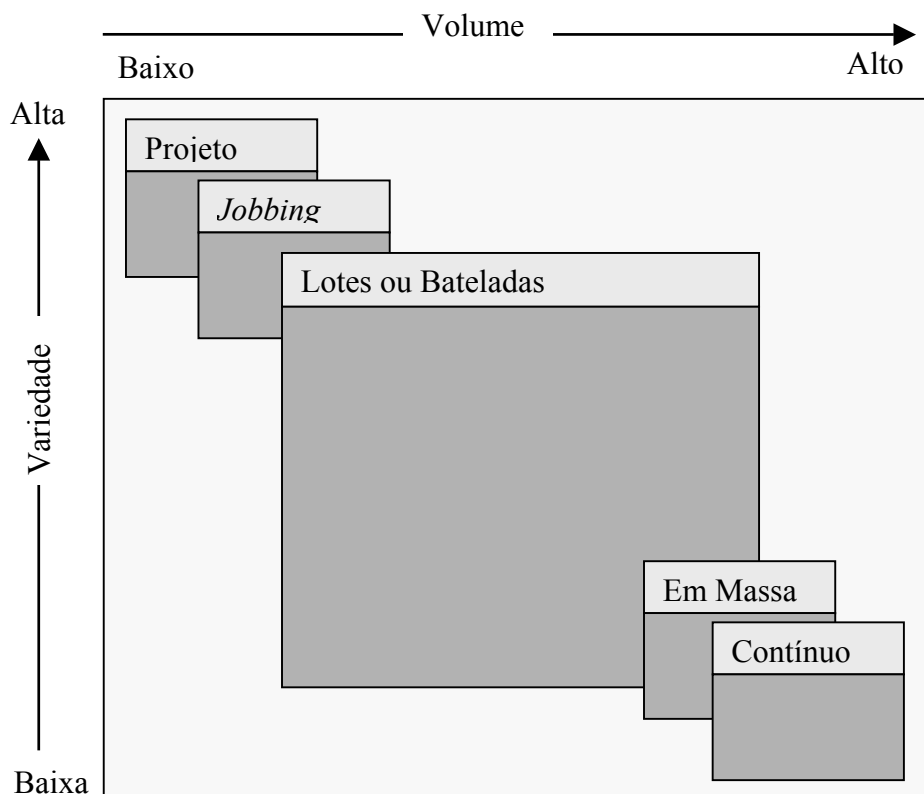 Volume
Baixo
Alto
Alta
Projeto
Jobbing
Lotes ou Bateladas
Variedade
Em Massa
Contínuo
Baixa